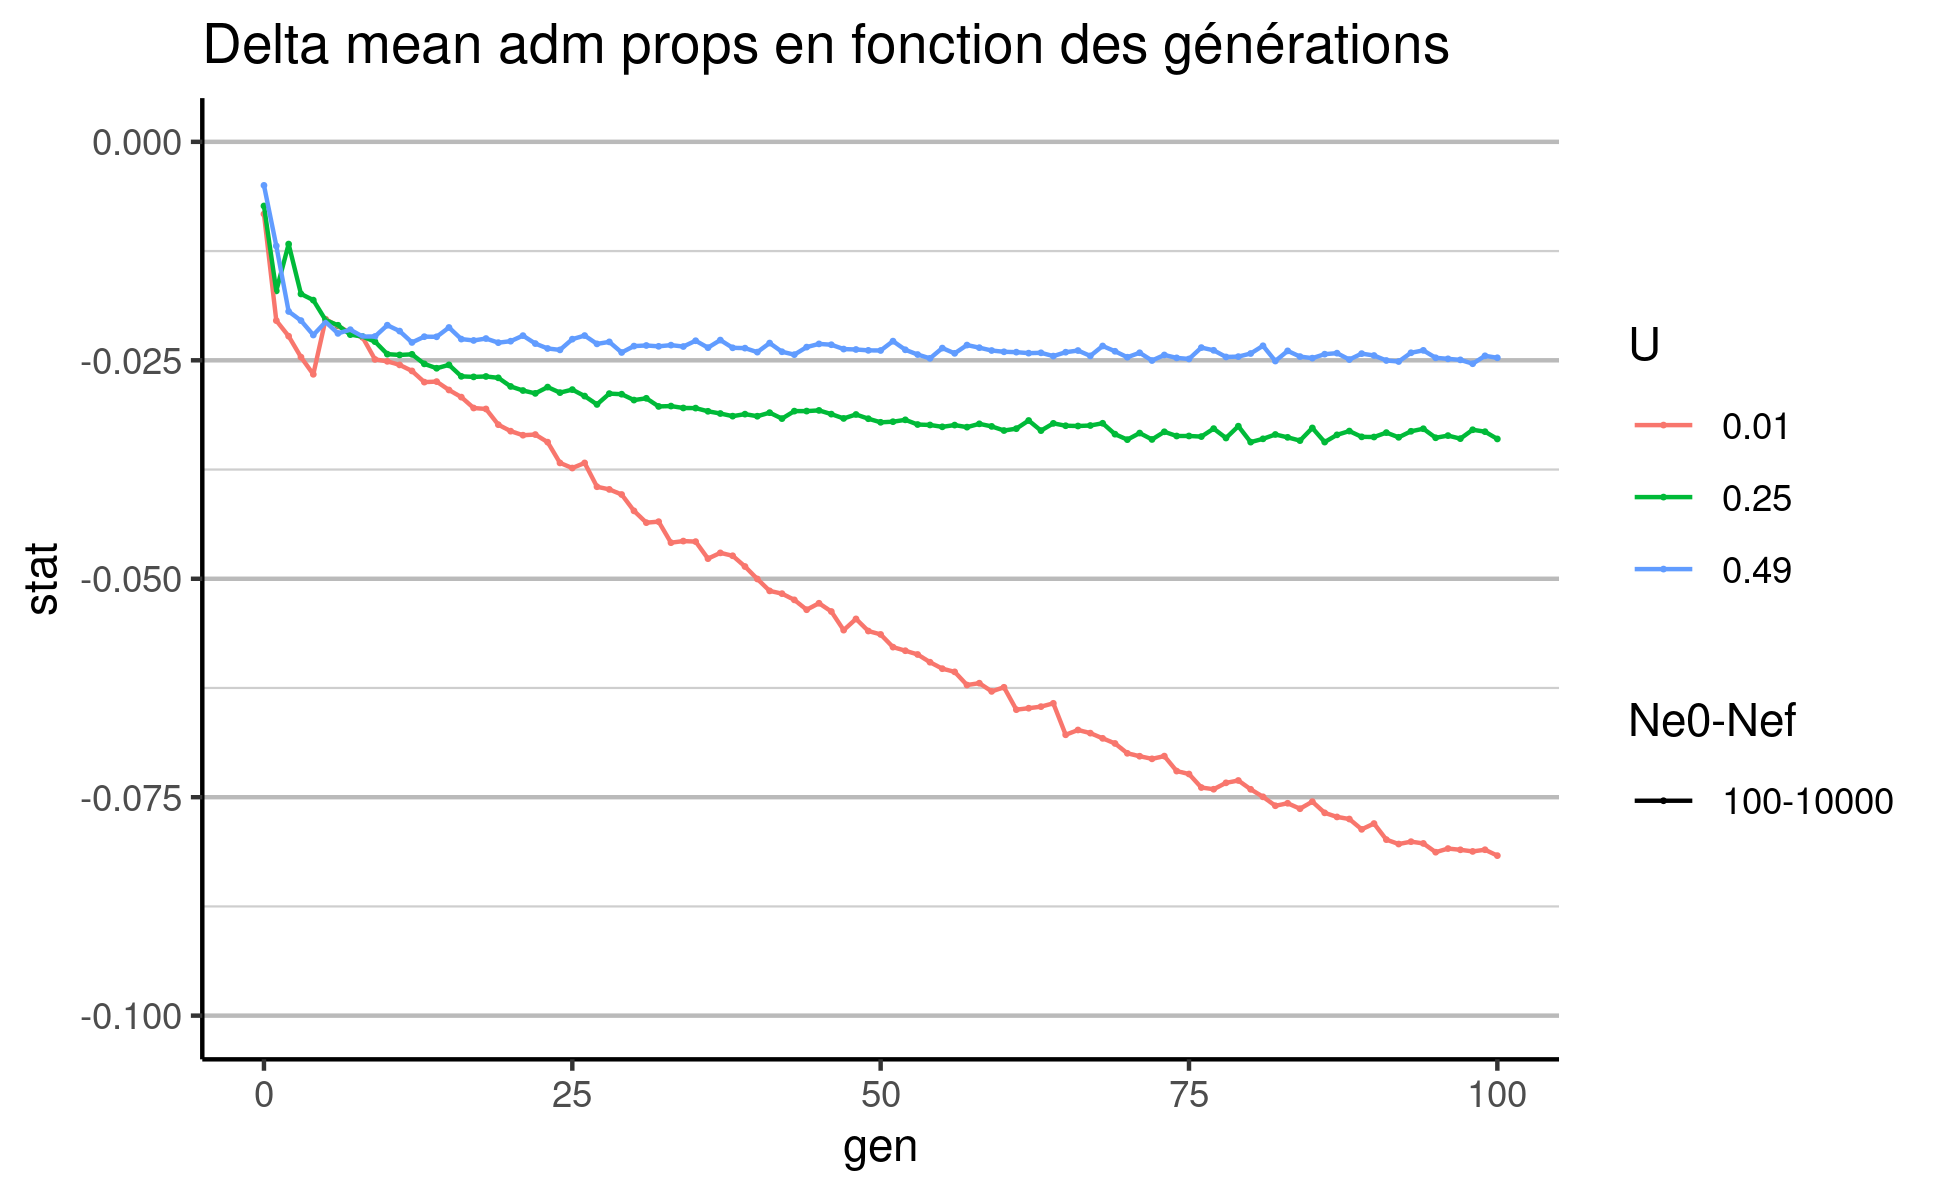 Delta mean adm props en fonction des générations
0.000
-0.025
-0.050
-0.075
-0.100
stat
0 25 50 75 100
gen
U
0.01
0.25
0.49
Ne0-Nef
100-10000